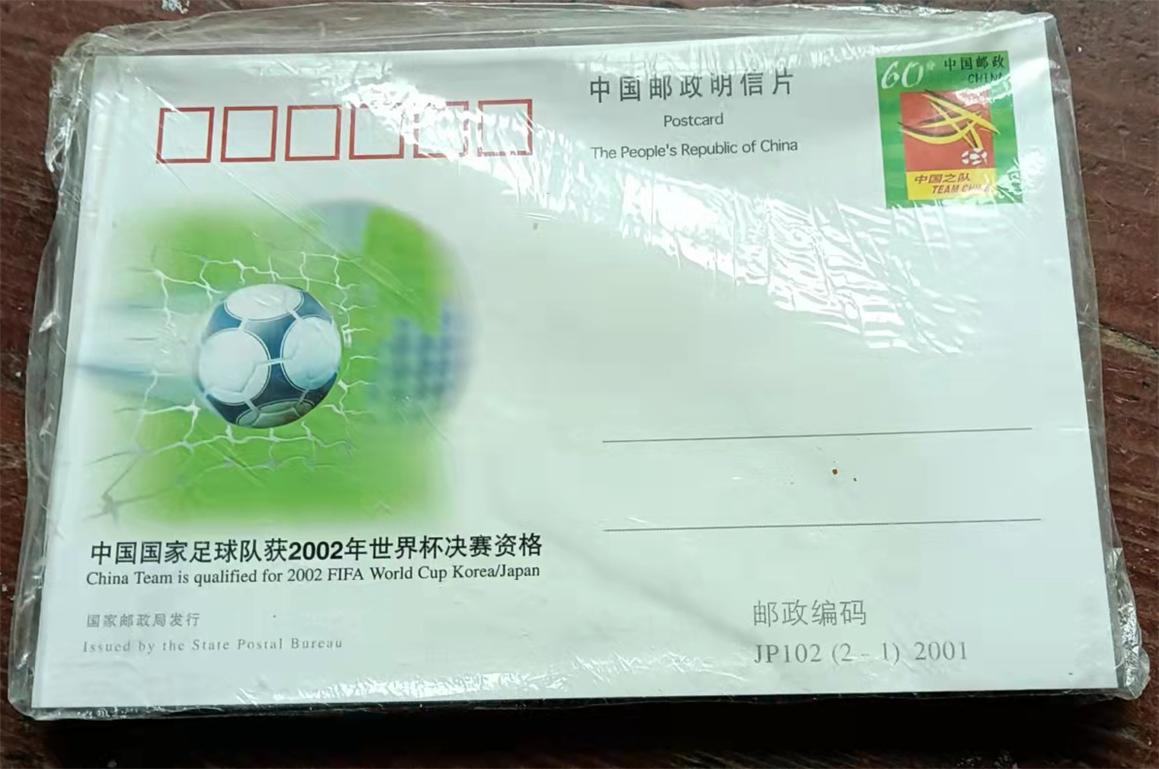 中国邮政明信片
Postcard
The People's Republic of China
60分 中国邮政
CHINA
中国之队
TEAM CHINA
中国国家足球队获2002年世界杯决赛资格
China Team is qualified for 2002 FIFA World Cup Korea/Japan
国家邮政局发行
Issued by the State Postal Bureau
邮政编码
JP102 (2-1) 2001